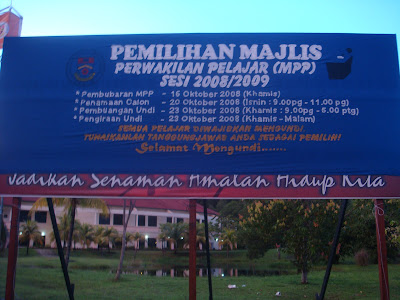 PEMILIHAN MAJLIS
PERWAKILAN PELAJAR (MPP)
SESI 2008/2009
* Pembubaran MPP - 16 Oktober 2008 (Khamis)
* Penamaan Calon - 20 Oktober 2008 (Isnin : 9.00pg - 11.00 pg)
* Pembuangan Undi - 23 Oktober 2008 (Khamis : 9.00pg - 5.00 ptg)
* Pengiraan Undi - 23 Oktober 2008 (Khamis - Malam)
SEMUA PELAJAR DIWAJIBKAN MENGUNDI
TUNAIKANLAH TANGGUNGJAWAB ANDA SEBAGAI PEMILIH!
Selamat Mengundi......
Jadikan Senaman Amalan Hidup Kita